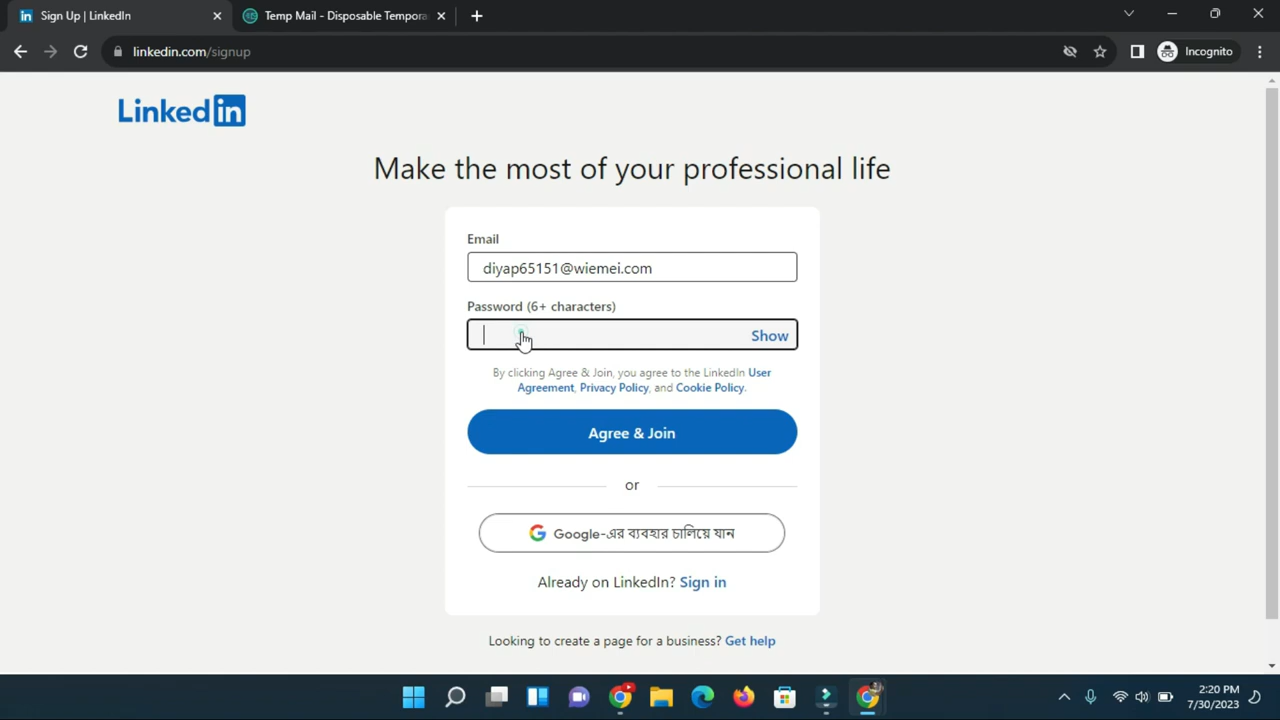 Sign Up | LinkedIn
Temp Mail - Disposable Tempora
linkedin.com/signup
Incognito
Linkedin
Make the most of your professional life
Email
diyap65151@wiemei.com
Password (6+ characters)
Show
By clicking Agree & Join, you agree to the LinkedIn User
Agreement, Privacy Policy, and Cookie Policy.
Agree & Join
or
Google-এর ব্যবহার চালিয়ে যান
Already on LinkedIn? Sign in
Looking to create a page for a business? Get help
2:20 PM
7/30/2023